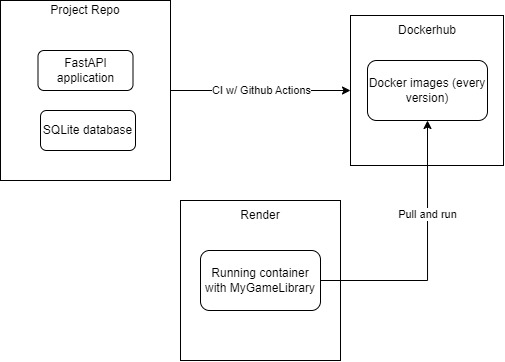 Project Repo
FastAPI
application
SQLite database
CI w/ Github Actions
Dockerhub
Docker images (every
version)
Pull and run
Render
Running container
with MyGameLibrary